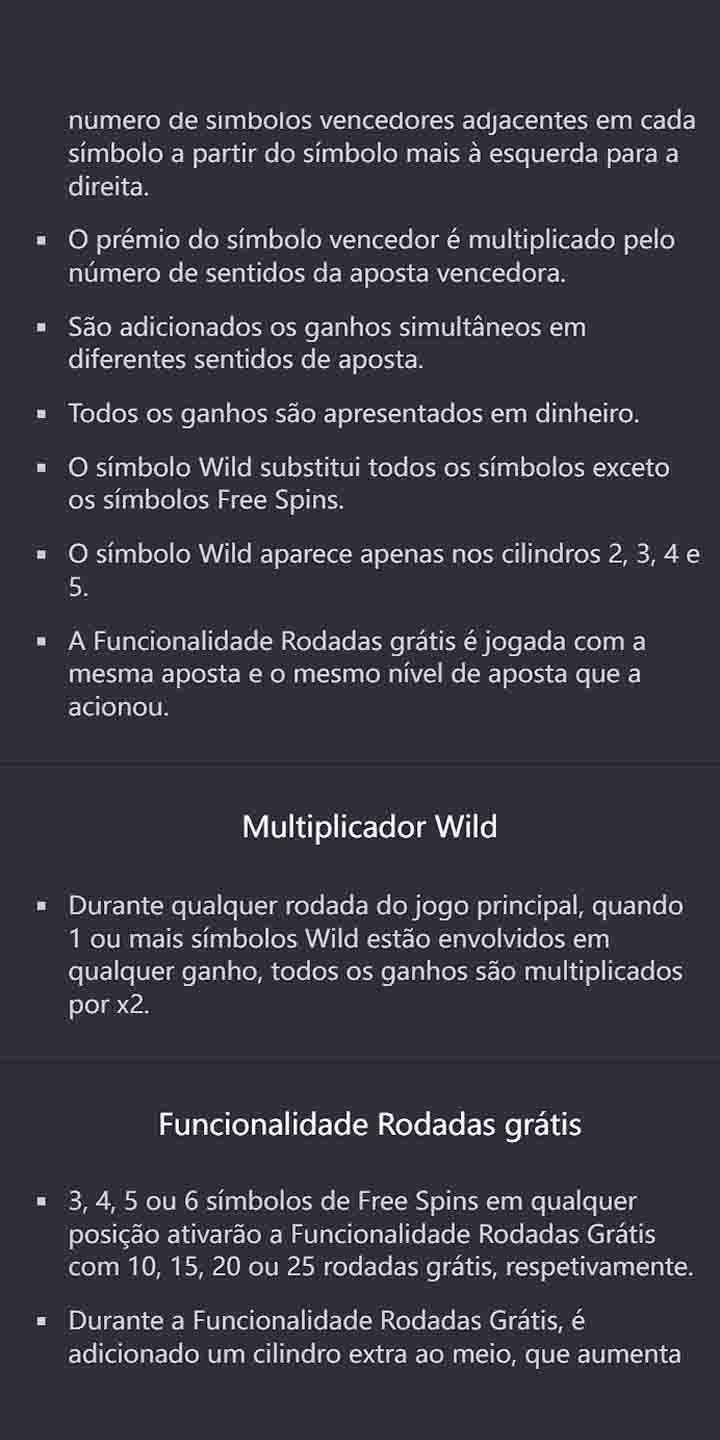 número de símbolos vencedores adjacentes em cada
símbolo a partir do símbolo mais à esquerda para a
direita.
▪ O prémio do símbolo vencedor é multiplicado pelo
número de sentidos da aposta vencedora.
▪ São adicionados os ganhos simultâneos em
diferentes sentidos de aposta.
▪ Todos os ganhos são apresentados em dinheiro.
▪ O símbolo Wild substitui todos os símbolos exceto
os símbolos Free Spins.
▪ O símbolo Wild aparece apenas nos cilindros 2, 3, 4 e
5.
▪ A Funcionalidade Rodadas grátis é jogada com a
mesma aposta e o mesmo nível de aposta que a
acionou.
Multiplicador Wild
▪ Durante qualquer rodada do jogo principal, quando
1 ou mais símbolos Wild estão envolvidos em
qualquer ganho, todos os ganhos são multiplicados
por x2.
Funcionalidade Rodadas grátis
▪ 3, 4, 5 ou 6 símbolos de Free Spins em qualquer
posição ativarão a Funcionalidade Rodadas Grátis
com 10, 15, 20 ou 25 rodadas grátis, respetivamente.
▪ Durante a Funcionalidade Rodadas Grátis, é
adicionado um cilindro extra ao meio, que aumenta